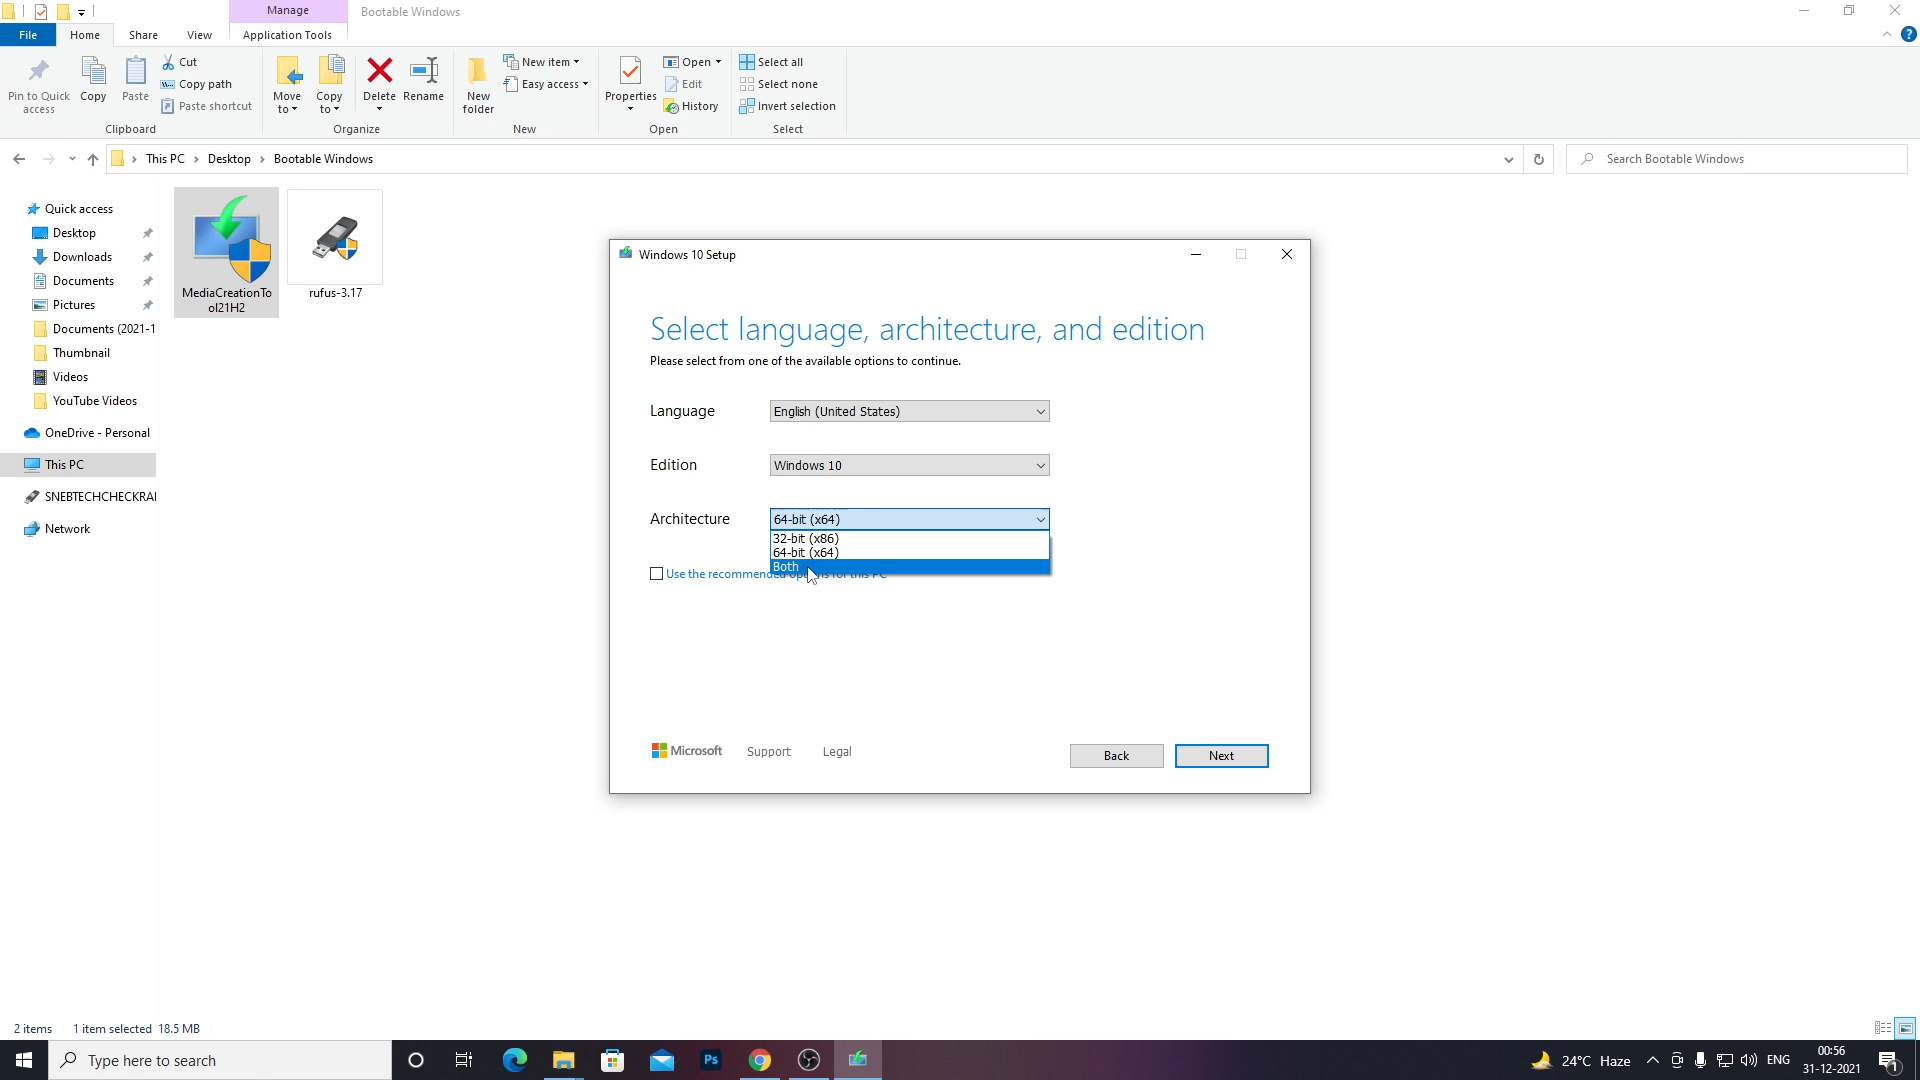 Manage
Bootable Windows
File
Home
Share
View
Application Tools
Pin to Quick
access
Copy
Paste
Cut
Copy path
Paste shortcut
Clipboard
Move
to
Copy
to
Delete
Rename
Organize
New
folder
New item
Easy access
New
Properties
Open
Edit
History
Open
Select all
Select none
Invert selection
Select
This PC
Desktop
Bootable Windows
Search Bootable Windows
Quick access
Desktop
Downloads
Documents
Pictures
Documents (2021-1
Thumbnail
Videos
YouTube Videos
OneDrive - Personal
This PC
SNEBTECHCHECKRA
Network
MediaCreationTo
ol21H2
rufus-3.17
Windows 10 Setup
Select language, architecture, and edition
Please select from one of the available options to continue.
Language
English (United States)
Edition
Windows 10
Architecture
64-bit (x64)
32-bit (x86)
64-bit (x64)
Both
Use the recommended options for this PC
Microsoft
Support
Legal
Back
Next
2 items
1 item selected 18.5 MB
Type here to search
Ps
24°C Haze
ENG
00:56
31-12-2021
1